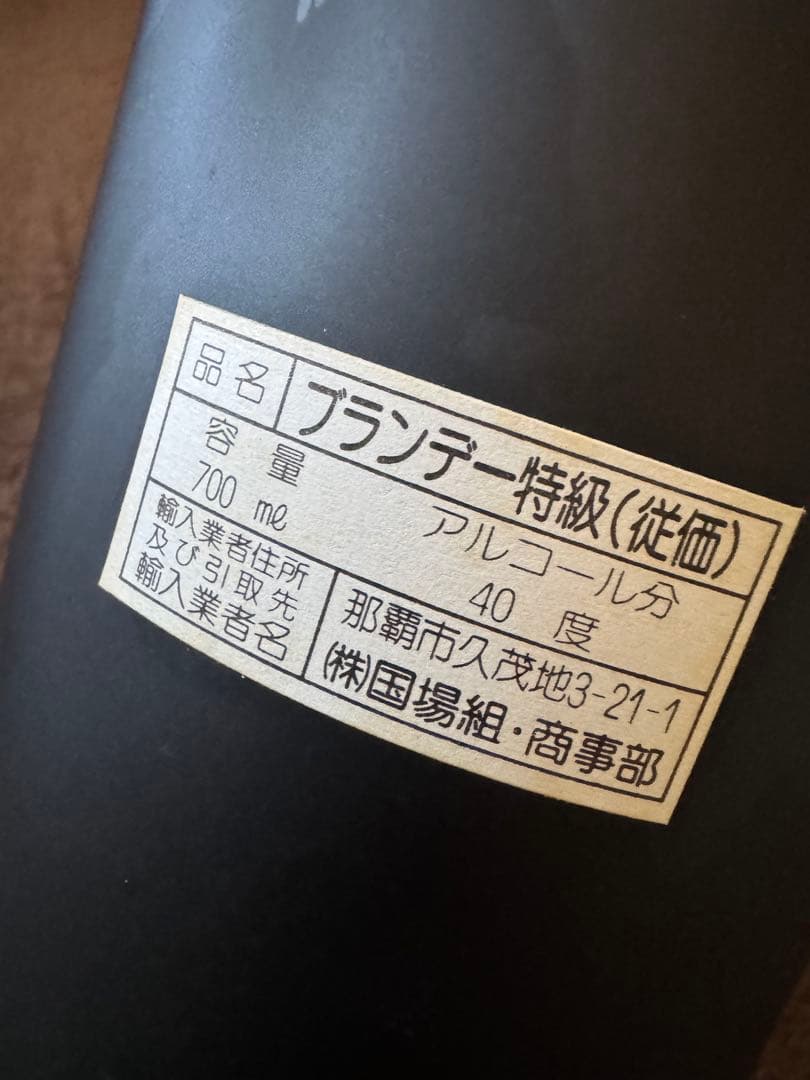 品名 ブランデー特級(従価)
容量 アルコール分
700 ml 40 度
輸入業者住所
及び引取先
輸入業者名
那覇市久茂地3-21-1
(株)国場組・商事部